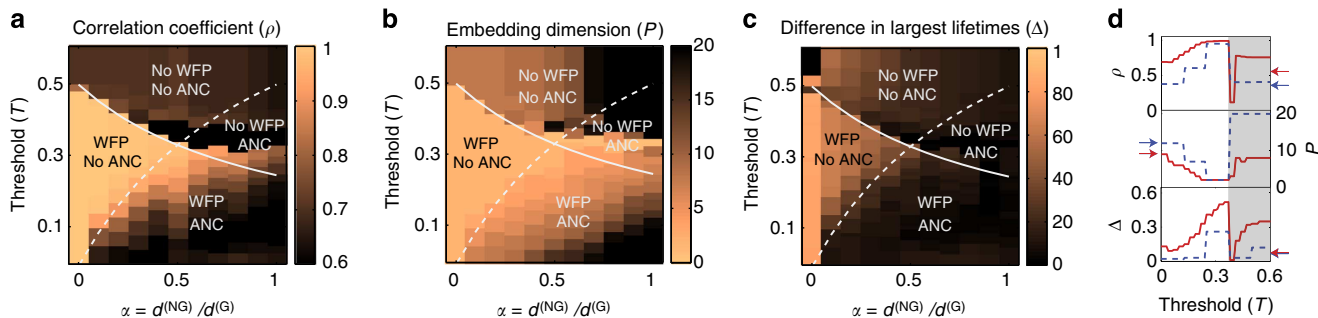 a
Correlation coefficient (ρ)
Threshold (T)
0.5
0.3
0.1
No WFP
No ANC
WFP
No ANC
No WFP
ANC
WFP
ANC
0 0.5 1
α = d(NG) /d(G)
1
0.9
0.8
0.7
0.6
b
Embedding dimension (P)
Threshold (T)
0.5
0.3
0.1
No WFP
No ANC
WFP
No ANC
No WFP
ANC
WFP
ANC
0 0.5 1
α = d(NG) /d(G)
20
15
10
5
0
c
Difference in largest lifetimes (Δ)
Threshold (T)
0.5
0.3
0.1
No WFP
No ANC
WFP
No ANC
No WFP
ANC
WFP
ANC
0 0.5 1
α = d(NG) /d(G)
1
80
60
40
20
0
d
ρ
1
0.5
0
P
20
10
0
Δ
0.6
0.3
0
0 0.3 0.6
Threshold (T)